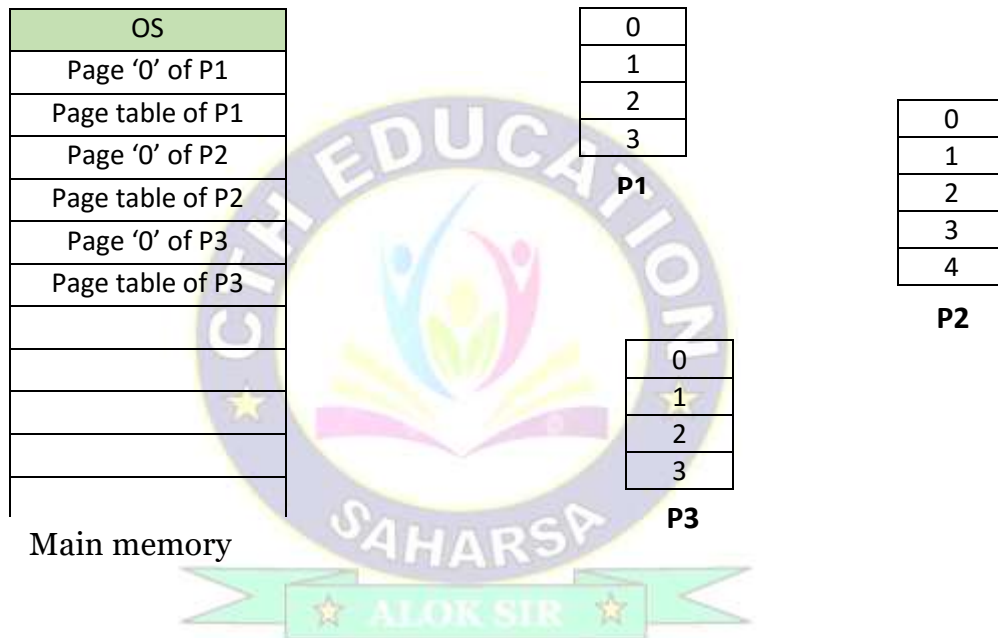 OS
Page ‘0’ of P1
Page table of P1
Page ‘0’ of P2
Page table of P2
Page ‘0’ of P3
Page table of P3
Main memory
0
1
2
3
P1
0
1
2
3
4
P2
0
1
2
3
P3
CTH EDUCATION
SAHARSA
ALOK SIR